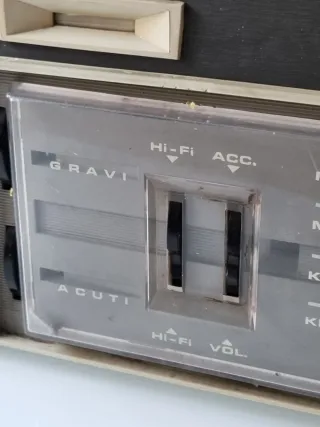 Hi-Fi ACC.
GRAVI
ACUTI
Hi-Fi VOL.